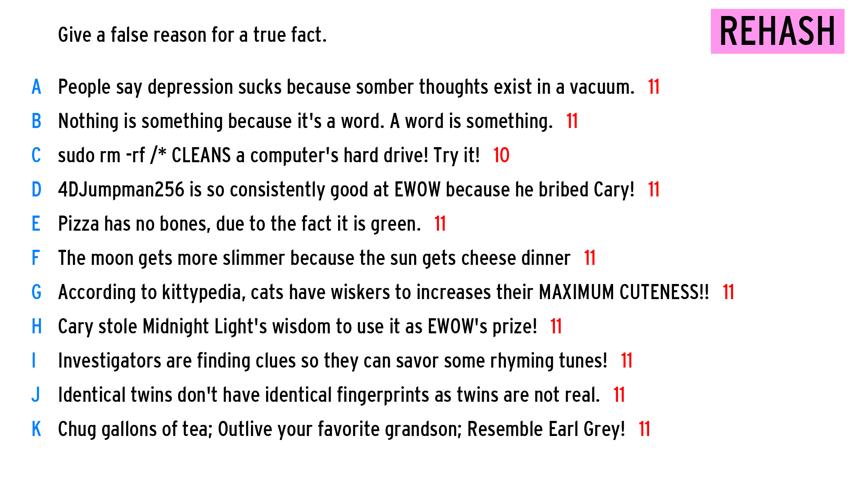 Give a false reason for a true fact.
REHASH
A People say depression sucks because somber thoughts exist in a vacuum. 11
B Nothing is something because it's a word. A word is something. 11
C sudo rm -rf /* CLEANS a computer's hard drive! Try it! 10
D 4DJumpman256 is so consistently good at EWOW because he bribed Cary! 11
E Pizza has no bones, due to the fact it is green. 11
F The moon gets more slimmer because the sun gets cheese dinner 11
G According to kittypedia, cats have wiskers to increases their MAXIMUM CUTENESS!! 11
H Cary stole Midnight Light's wisdom to use it as EWOW's prize! 11
I Investigators are finding clues so they can savor some rhyming tunes! 11
J Identical twins don't have identical fingerprints as twins are not real. 11
K Chug gallons of tea; Outlive your favorite grandson; Resemble Earl Grey! 11